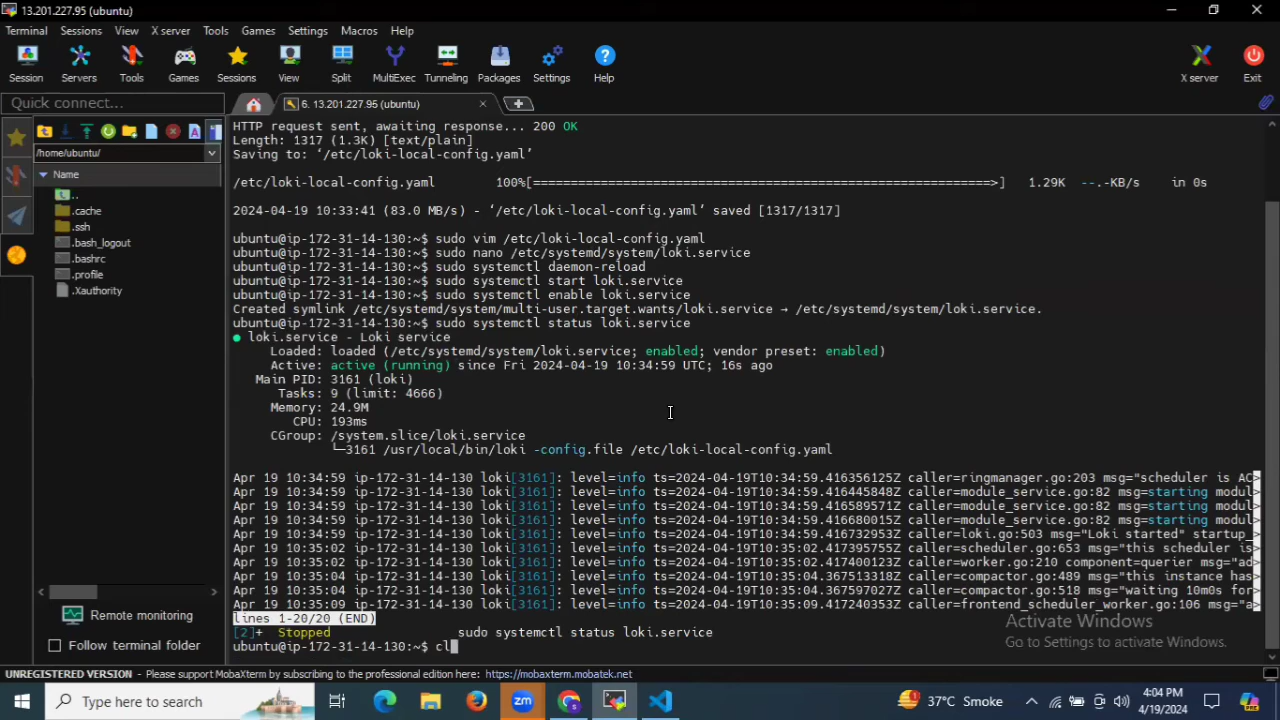 13.201.227.95 (ubuntu)
Terminal Sessions View X server Tools Games Settings Macros Help
Session Servers Tools Games Sessions View Split MultiExec Tunneling Packages Settings Help X server Exit
Quick connect...
6. 13.201.227.95 (ubuntu)
/home/ubuntu/
Name
..
.cache
.ssh
.bash_logout
.bashrc
.profile
.Xauthority
Remote monitoring
Follow terminal folder
HTTP request sent, awaiting response... 200 OK
Length: 1317 (1.3K) [text/plain]
Saving to: ‘/etc/loki-local-config.yaml’
/etc/loki-local-config.yaml 100%[=============================================================>] 1.29K --.-KB/s in 0s
2024-04-19 10:33:41 (83.0 MB/s) - ‘/etc/loki-local-config.yaml’ saved [1317/1317]
ubuntu@ip-172-31-14-130:~$ sudo vim /etc/loki-local-config.yaml
ubuntu@ip-172-31-14-130:~$ sudo nano /etc/systemd/system/loki.service
ubuntu@ip-172-31-14-130:~$ sudo systemctl daemon-reload
ubuntu@ip-172-31-14-130:~$ sudo systemctl start loki.service
ubuntu@ip-172-31-14-130:~$ sudo systemctl enable loki.service
Created symlink /etc/systemd/system/multi-user.target.wants/loki.service → /etc/systemd/system/loki.service.
ubuntu@ip-172-31-14-130:~$ sudo systemctl status loki.service
● loki.service - Loki service
Loaded: loaded (/etc/systemd/system/loki.service; enabled; vendor preset: enabled)
Active: active (running) since Fri 2024-04-19 10:34:59 UTC; 16s ago
Main PID: 3161 (loki)
Tasks: 9 (limit: 4666)
Memory: 24.9M
CPU: 193ms
CGroup: /system.slice/loki.service
└─3161 /usr/local/bin/loki -config.file /etc/loki-local-config.yaml
Apr 19 10:34:59 ip-172-31-14-130 loki[3161]: level=info ts=2024-04-19T10:34:59.416356125Z caller=ringmanager.go:203 msg="scheduler is AC>
Apr 19 10:34:59 ip-172-31-14-130 loki[3161]: level=info ts=2024-04-19T10:34:59.416445848Z caller=module_service.go:82 msg=starting modul>
Apr 19 10:34:59 ip-172-31-14-130 loki[3161]: level=info ts=2024-04-19T10:34:59.416589571Z caller=module_service.go:82 msg=starting modul>
Apr 19 10:34:59 ip-172-31-14-130 loki[3161]: level=info ts=2024-04-19T10:34:59.416680015Z caller=module_service.go:82 msg=starting modul>
Apr 19 10:34:59 ip-172-31-14-130 loki[3161]: level=info ts=2024-04-19T10:34:59.416732953Z caller=loki.go:503 msg="Loki started" startup_>
Apr 19 10:35:02 ip-172-31-14-130 loki[3161]: level=info ts=2024-04-19T10:35:02.417395755Z caller=scheduler.go:653 msg="this scheduler is>
Apr 19 10:35:02 ip-172-31-14-130 loki[3161]: level=info ts=2024-04-19T10:35:02.417400123Z caller=worker.go:210 component=querier msg="ad>
Apr 19 10:35:04 ip-172-31-14-130 loki[3161]: level=info ts=2024-04-19T10:35:04.367513318Z caller=compactor.go:489 msg="this instance has>
Apr 19 10:35:04 ip-172-31-14-130 loki[3161]: level=info ts=2024-04-19T10:35:04.367597027Z caller=compactor.go:518 msg="waiting 10m0s for>
Apr 19 10:35:09 ip-172-31-14-130 loki[3161]: level=info ts=2024-04-19T10:35:09.417240353Z caller=frontend_scheduler_worker.go:106 msg="a>
lines 1-20/20 (END)
[2]+ Stopped sudo systemctl status loki.service
ubuntu@ip-172-31-14-130:~$ cl
Activate Windows
Go to Settings to activate Windows.
UNREGISTERED VERSION - Please support MobaXterm by subscribing to the professional edition here: https://mobaxterm.mobatek.net
Type here to search
zm
37°C Smoke
4:04 PM
4/19/2024